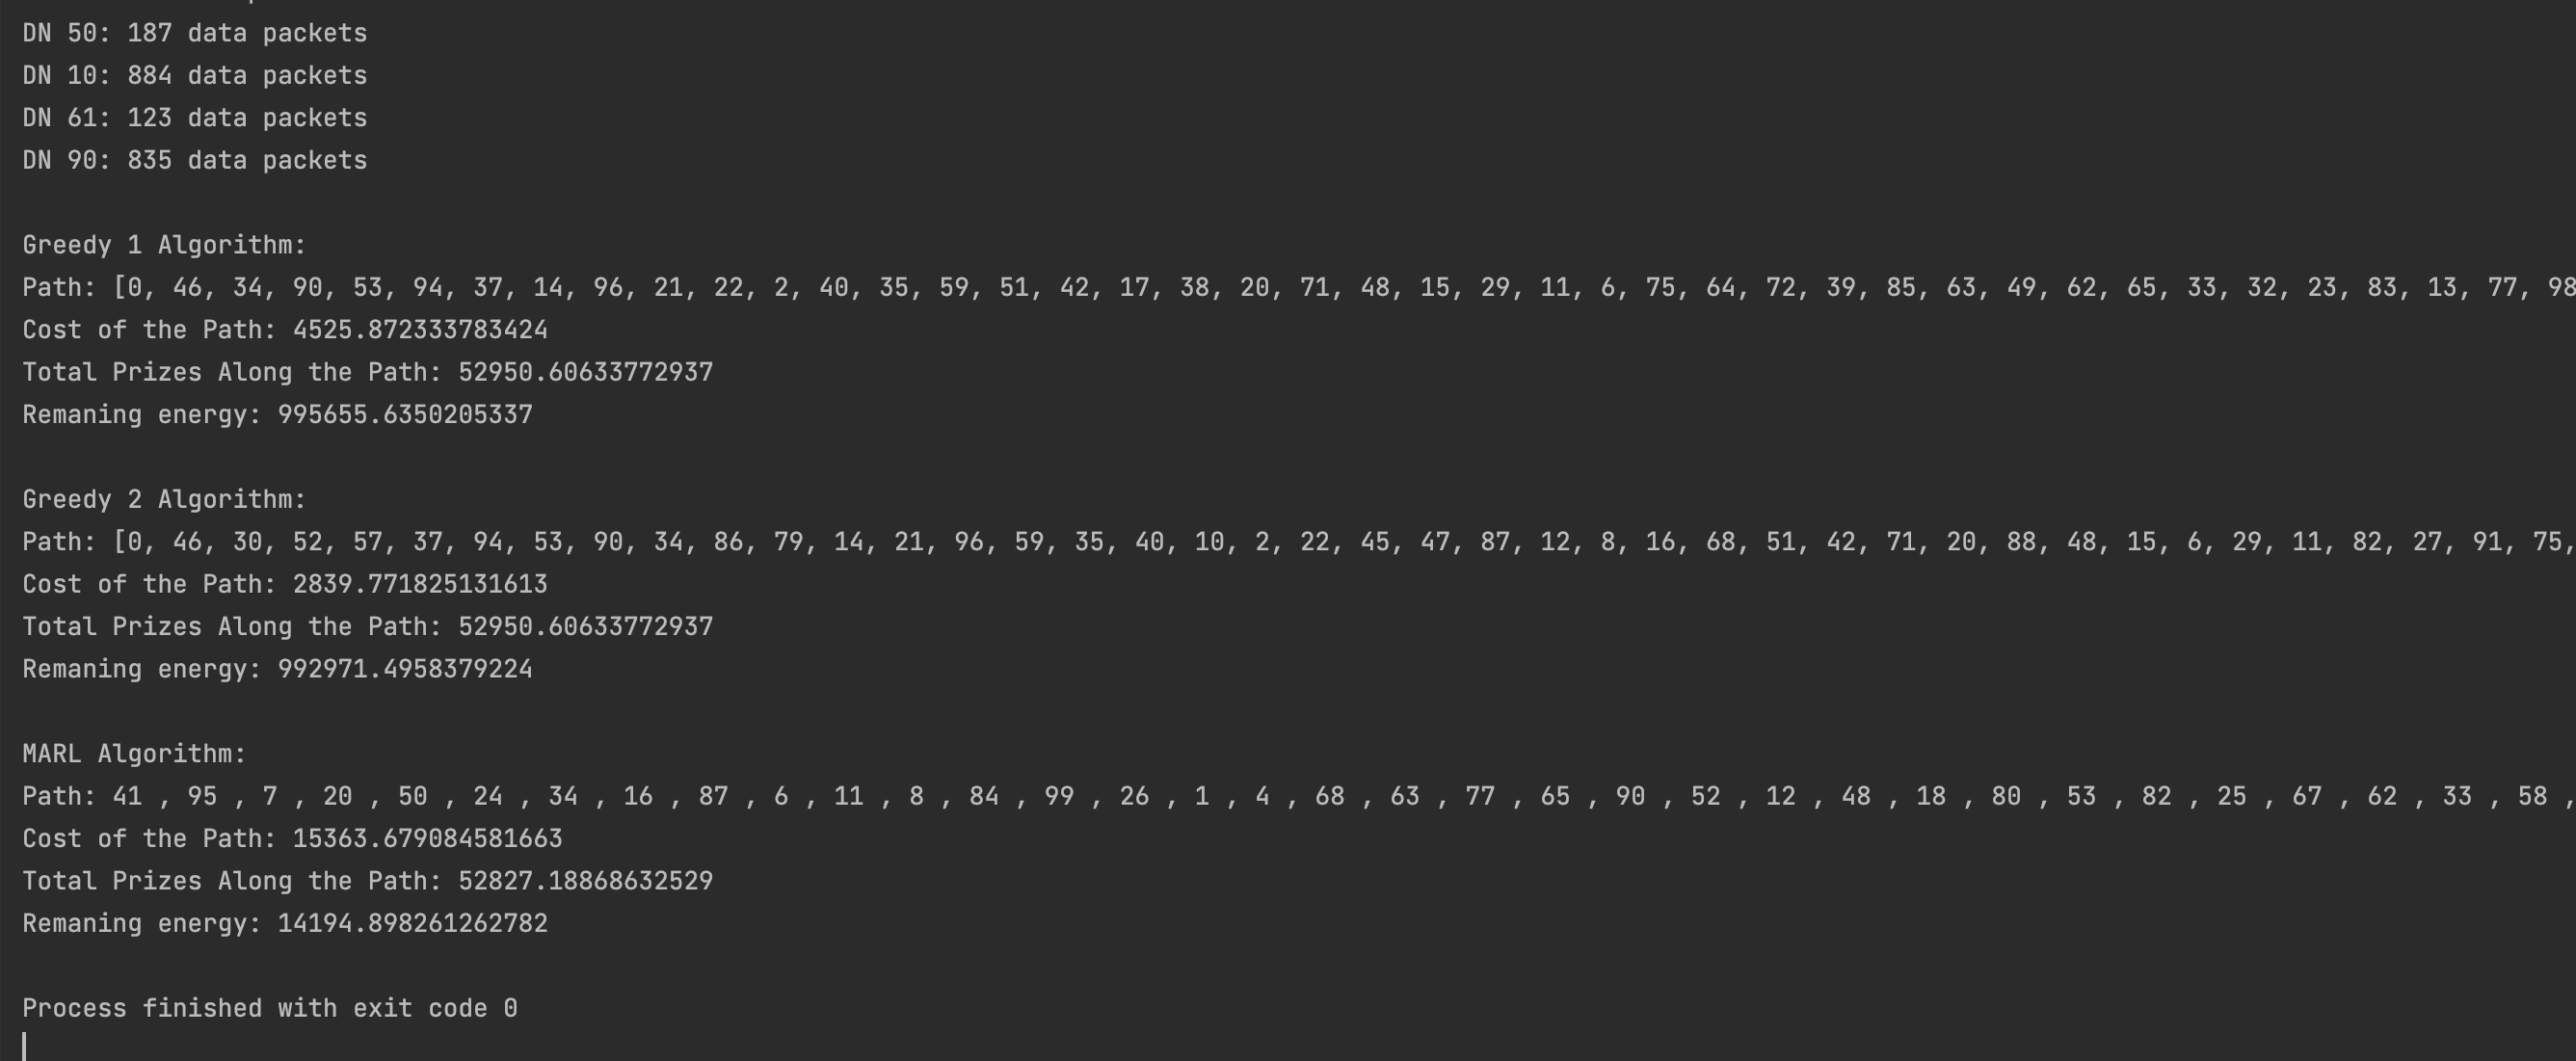 DN 50: 187 data packets
DN 10: 884 data packets
DN 61: 123 data packets
DN 90: 835 data packets
Greedy 1 Algorithm:
Path: [0, 46, 34, 90, 53, 94, 37, 14, 96, 21, 22, 2, 40, 35, 59, 51, 42, 17, 38, 20, 71, 48, 15, 29, 11, 6, 75, 64, 72, 39, 85, 63, 49, 62, 65, 33, 32, 23, 83, 13, 77, 98
Cost of the Path: 4525.872333783424
Total Prizes Along the Path: 52950.60633772937
Remaning energy: 995655.6350205337
Greedy 2 Algorithm:
Path: [0, 46, 30, 52, 57, 37, 94, 53, 90, 34, 86, 79, 14, 21, 96, 59, 35, 40, 10, 2, 22, 45, 47, 87, 12, 8, 16, 68, 51, 42, 71, 20, 88, 48, 15, 6, 29, 11, 82, 27, 91, 75,
Cost of the Path: 2839.771825131613
Total Prizes Along the Path: 52950.60633772937
Remaning energy: 992971.4958379224
MARL Algorithm:
Path: 41 , 95 , 7 , 20 , 50 , 24 , 34 , 16 , 87 , 6 , 11 , 8 , 84 , 99 , 26 , 1 , 4 , 68 , 63 , 77 , 65 , 90 , 52 , 12 , 48 , 18 , 80 , 53 , 82 , 25 , 67 , 62 , 33 , 58 ,
Cost of the Path: 15363.679084581663
Total Prizes Along the Path: 52827.18868632529
Remaning energy: 14194.898261262782
Process finished with exit code 0